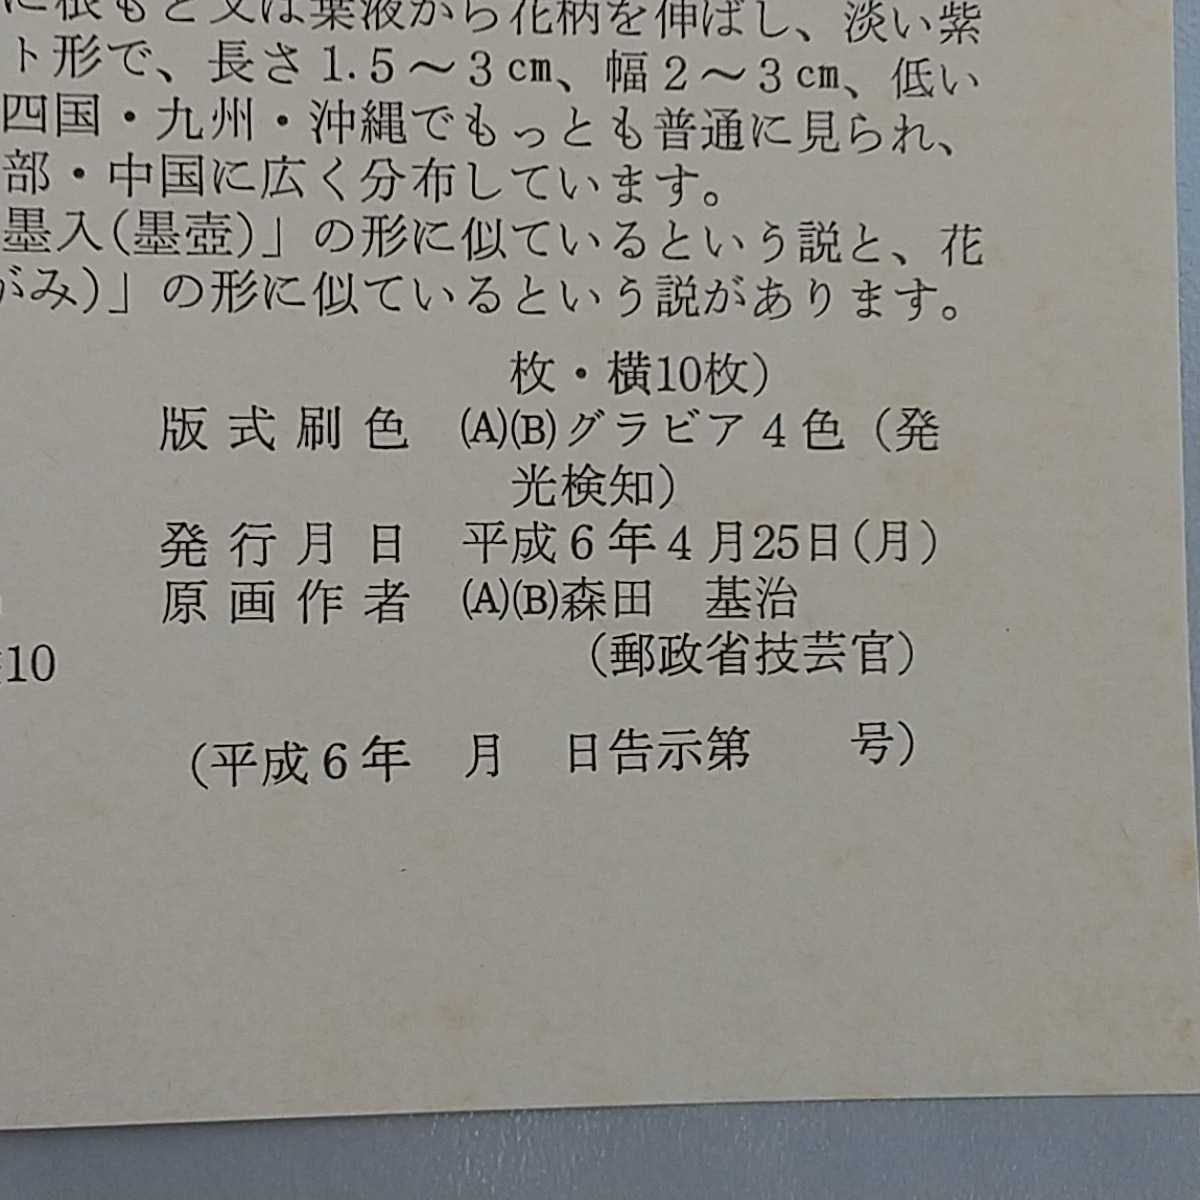 に根もと又は葉液から花柄を伸ばし、淡い紫
ト形で、長さ1.5～3㎝、幅2～3㎝、低い
四国・九州・沖縄でもっとも普通に見られ、
部・中国に広く分布しています。
墨入(墨壺)」の形に似ているという説と、花
がみ)」の形に似ているという説があります。
枚・横10枚)
版式刷色 (A)(B)グラビア4色(発
光検知)
発行月日 平成6年4月25日(月)
原画作者 (A)(B)森田 基治
(郵政省技芸官)
10
(平成6年 月 日告示第 号)